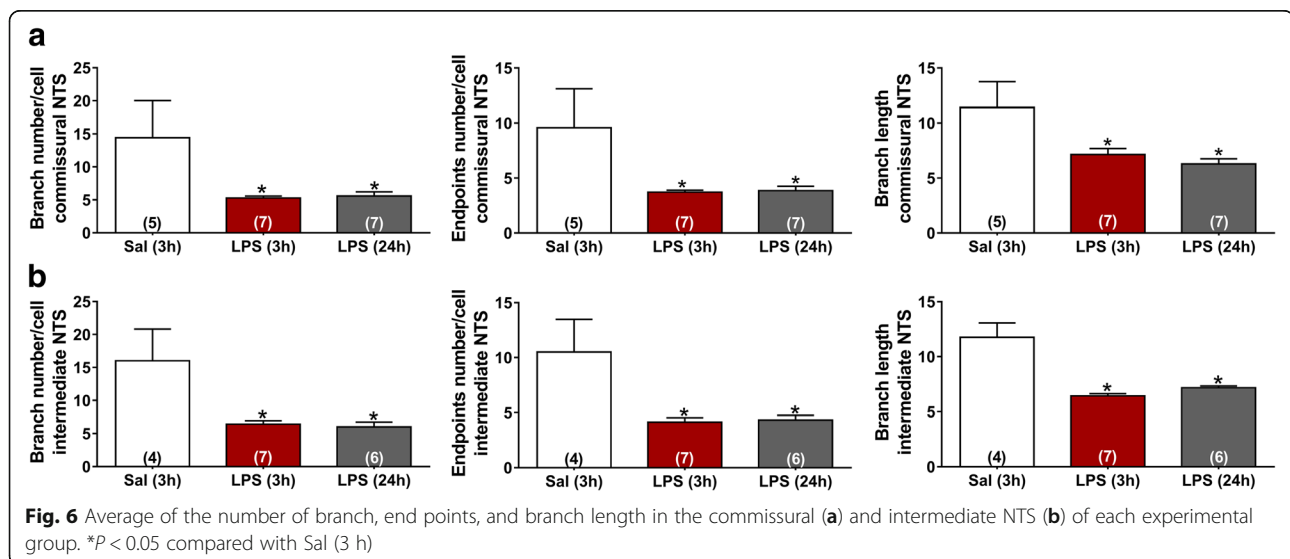 a
Branch number/cell
commissural NTS
25
20
15
10
5
0
(5)
(7)
(7)
Sal (3h)
LPS (3h)
LPS (24h)
*
*
Endpoints number/cell
commissural NTS
15
10
5
0
(5)
(7)
(7)
Sal (3h)
LPS (3h)
LPS (24h)
*
*
Branch length
commissural NTS
15
10
5
0
(5)
(7)
(7)
Sal (3h)
LPS (3h)
LPS (24h)
*
*
b
Branch number/cell
intermediate NTS
25
20
15
10
5
0
(4)
(7)
(6)
Sal (3h)
LPS (3h)
LPS (24h)
*
*
Endpoints number/cell
intermediate NTS
15
10
5
0
(4)
(7)
(6)
Sal (3h)
LPS (3h)
LPS (24h)
*
*
Branch length
intermediate NTS
15
10
5
0
(4)
(7)
(6)
Sal (3h)
LPS (3h)
LPS (24h)
*
*
Fig. 6 Average of the number of branch, end points, and branch length in the commissural (a) and intermediate NTS (b) of each experimental
group. *P < 0.05 compared with Sal (3 h)